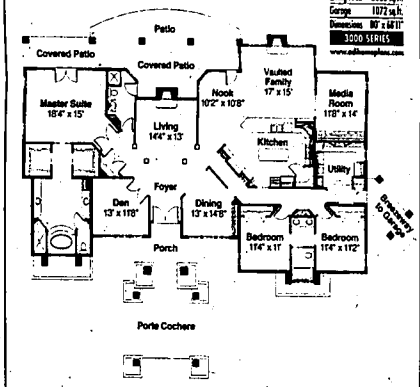 Patio
Garage 1072 sq.ft.
Dimensions 80' x 68'11"
3000 SERIES
Covered Patio
Covered Patio
Nook
10'2" x 10'8"
Vaulted
Family
17' x 15'
Master Suite
18'4" x 15'
Living
14'4" x 13'
Media
Room
11'8" x 14'
Kitchen
Utility
Foyer
Den
13' x 11'8"
Dining
13' x 14'8"
Breezeway
to Garage
Porch
Bedroom
11'4" x 11'
Bedroom
11'4" x 11'2"
Porte Cochere